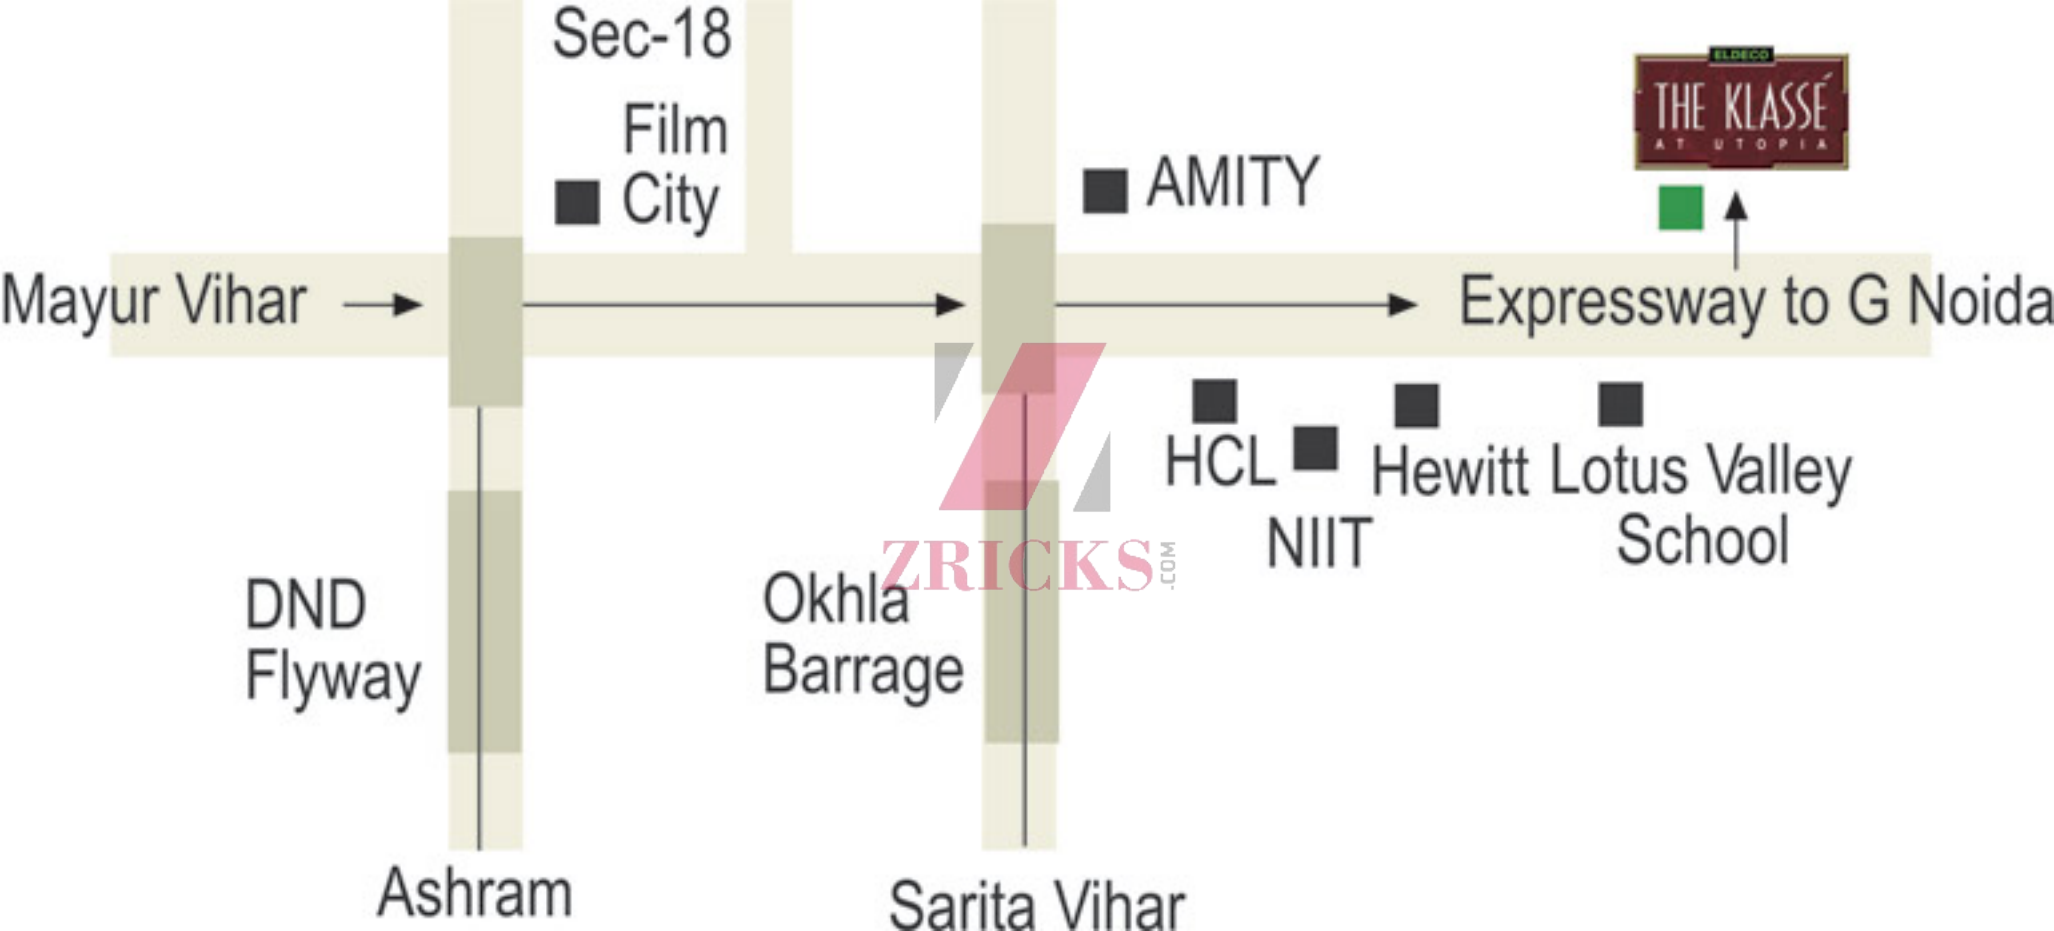 Sec-18
Film
City
AMITY
ELDECO
THE KLASSÉ
AT UTOPIA
Mayur Vihar
Expressway to G Noida
HCL
NIIT
Hewitt
Lotus Valley
School
DND
Flyway
Okhla
Barrage
ZRICKS.COM
Ashram
Sarita Vihar